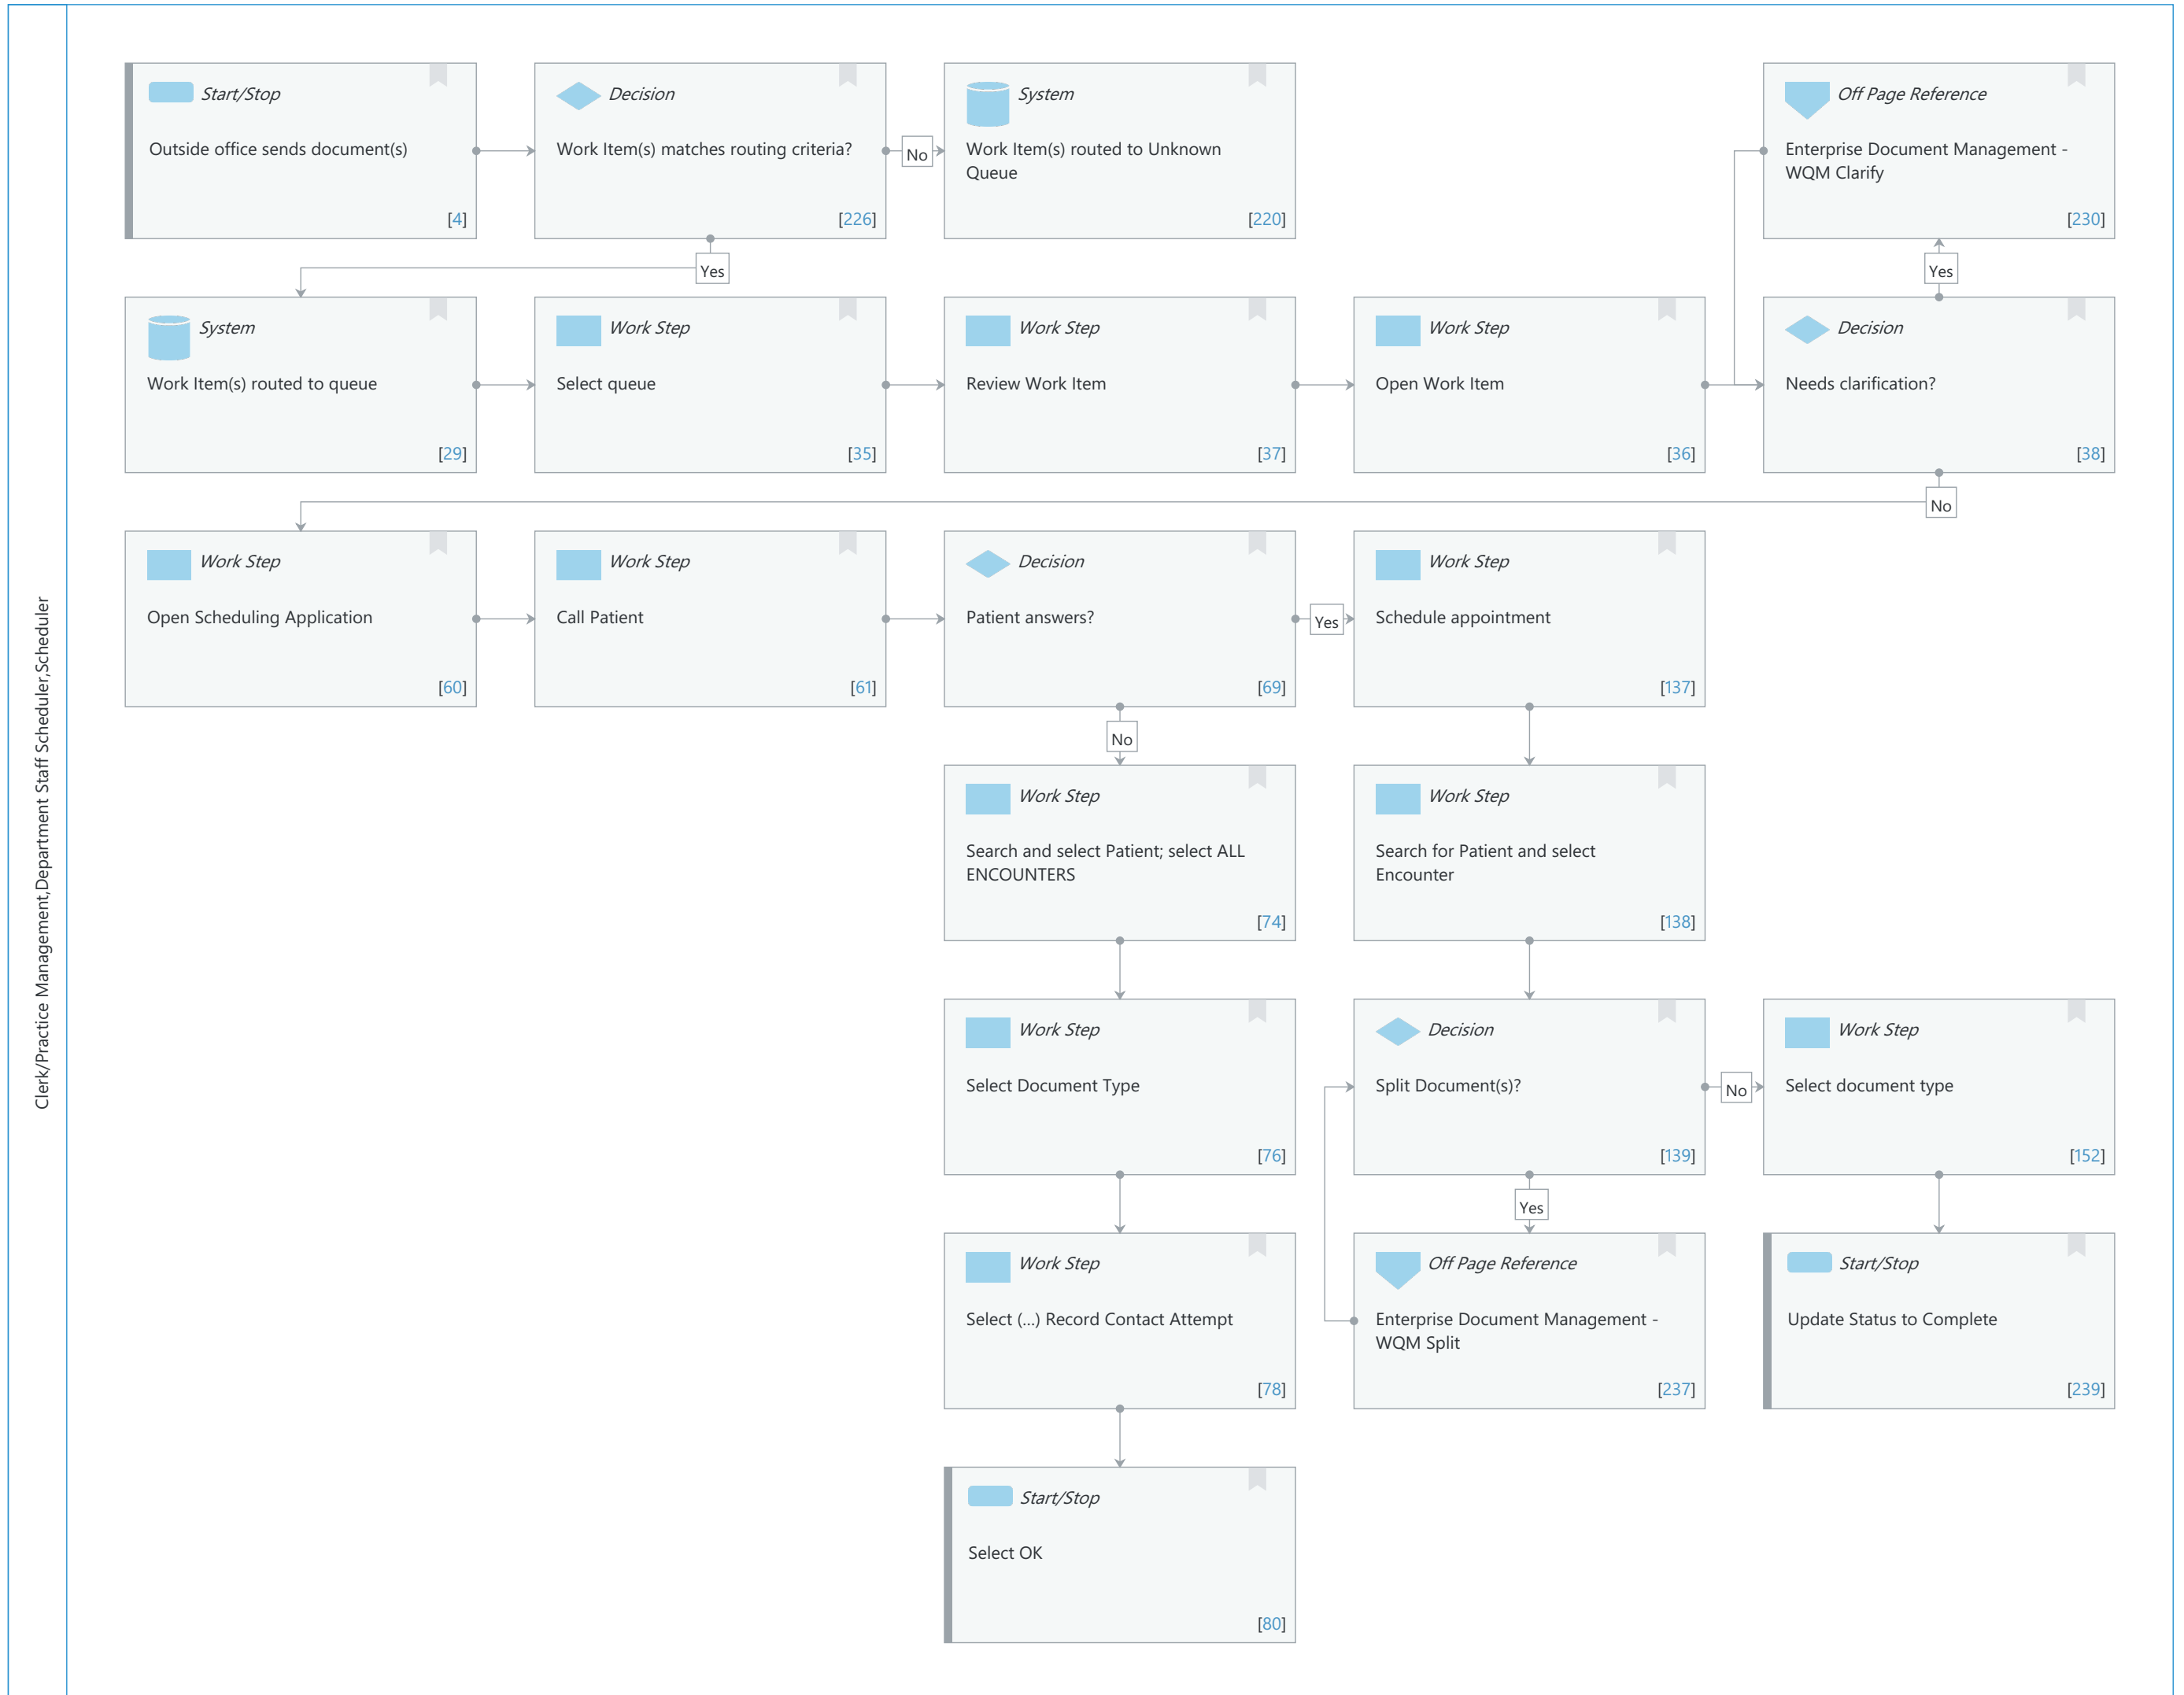 Clerk/Practice Management,Department Staff Scheduler,Scheduler
Start/Stop
Outside office sends document(s)
[4]
Decision
Work Item(s) matches routing criteria?
[226]
No
System
Work Item(s) routed to Unknown
Queue
[220]
Off Page Reference
Enterprise Document Management -
WQM Clarify
[230]
Yes
Yes
System
Work Item(s) routed to queue
[29]
Work Step
Select queue
[35]
Work Step
Review Work Item
[37]
Work Step
Open Work Item
[36]
Decision
Needs clarification?
[38]
No
Work Step
Open Scheduling Application
[60]
Work Step
Call Patient
[61]
Decision
Patient answers?
[69]
Yes
Work Step
Schedule appointment
[137]
No
Work Step
Search and select Patient; select ALL
ENCOUNTERS
[74]
Work Step
Search for Patient and select
Encounter
[138]
Work Step
Select Document Type
[76]
Decision
Split Document(s)?
[139]
No
Work Step
Select document type
[152]
Yes
Work Step
Select (...) Record Contact Attempt
[78]
Off Page Reference
Enterprise Document Management -
WQM Split
[237]
Start/Stop
Update Status to Complete
[239]
Start/Stop
Select OK
[80]